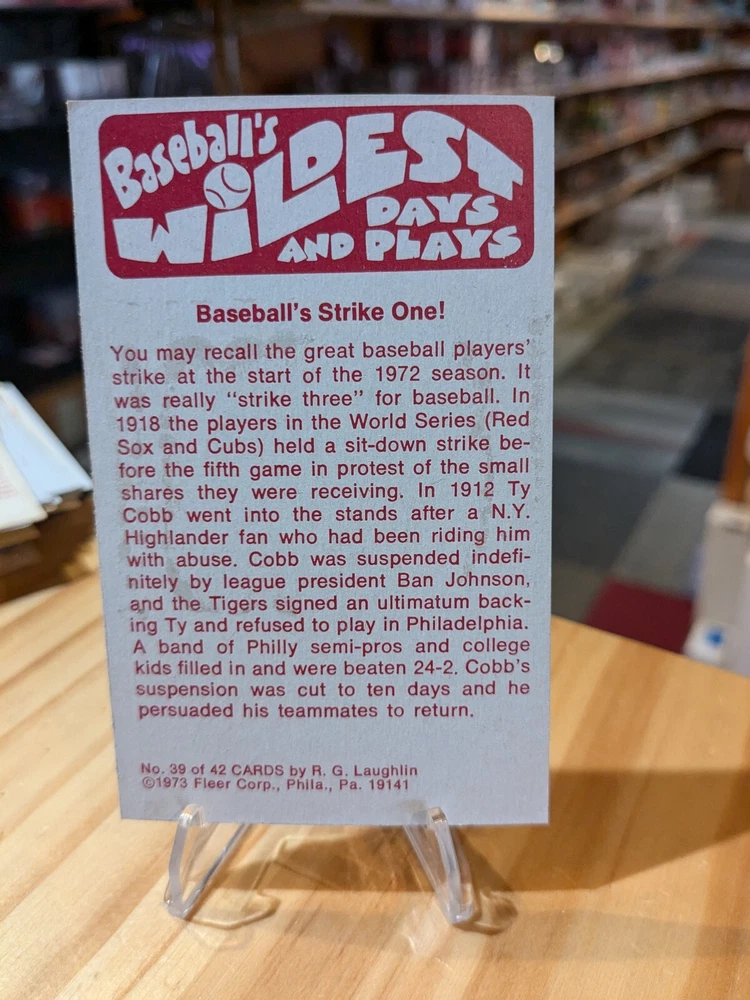 Baseball's
WiLDEST
DAYS
AND PLAYS
Baseball's Strike One!
You may recall the great baseball players'
strike at the start of the 1972 season. It
was really "strike three" for baseball. In
1918 the players in the World Series (Red
Sox and Cubs) held a sit-down strike be-
fore the fifth game in protest of the small
shares they were receiving. In 1912 Ty
Cobb went into the stands after a N.Y.
Highlander fan who had been riding him
with abuse. Cobb was suspended indefi-
nitely by league president Ban Johnson,
and the Tigers signed an ultimatum back-
ing Ty and refused to play in Philadelphia.
A band of Philly semi-pros and college
kids filled in and were beaten 24-2. Cobb's
suspension was cut to ten days and he
persuaded his teammates to return.
No. 39 of 42 CARDS by R. G. Laughlin
©1973 Fleer Corp., Phila., Pa. 19141